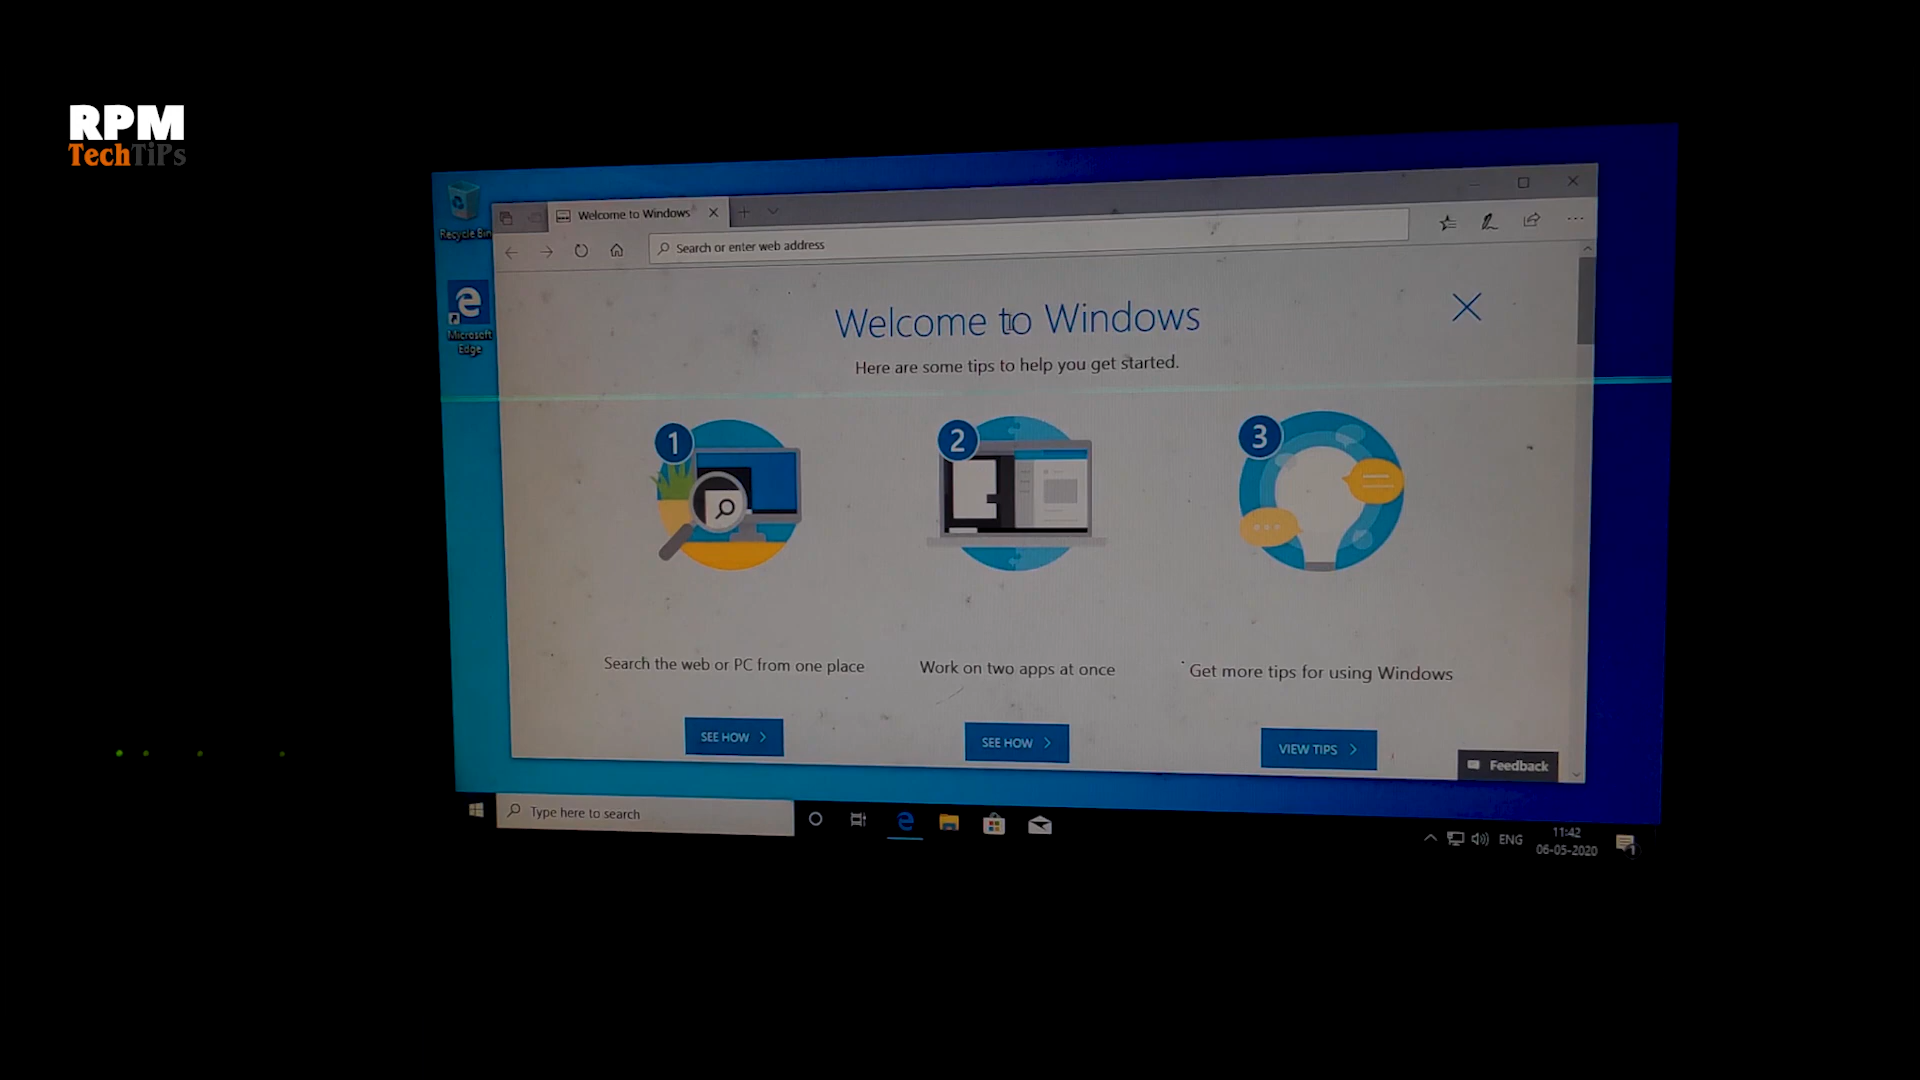 RPM
TechTiPs
Recycle Bin
Microsoft
Edge
Welcome to Windows
Search or enter web address
Welcome to Windows
Here are some tips to help you get started.
1
2
3
Search the web or PC from one place
Work on two apps at once
Get more tips for using Windows
SEE HOW
SEE HOW
VIEW TIPS
Feedback
Type here to search
ENG
11:42
06-05-2020
1